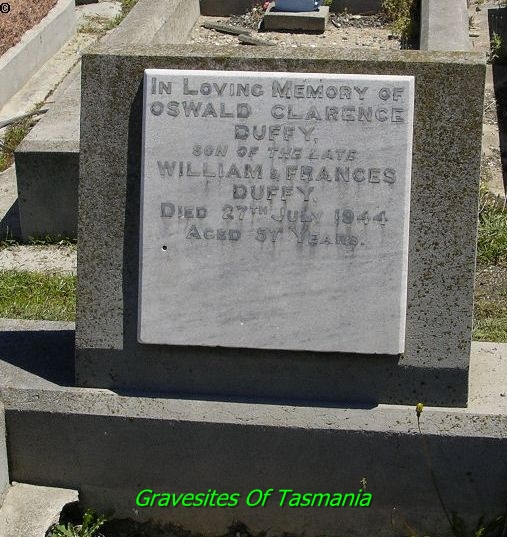 ©
In Loving Memory of
Oswald Clarence
Duffy,
Son of the Late
William & Frances
Duffy,
Died 27th July 1944
Aged 57 Years.
Gravesites Of Tasmania